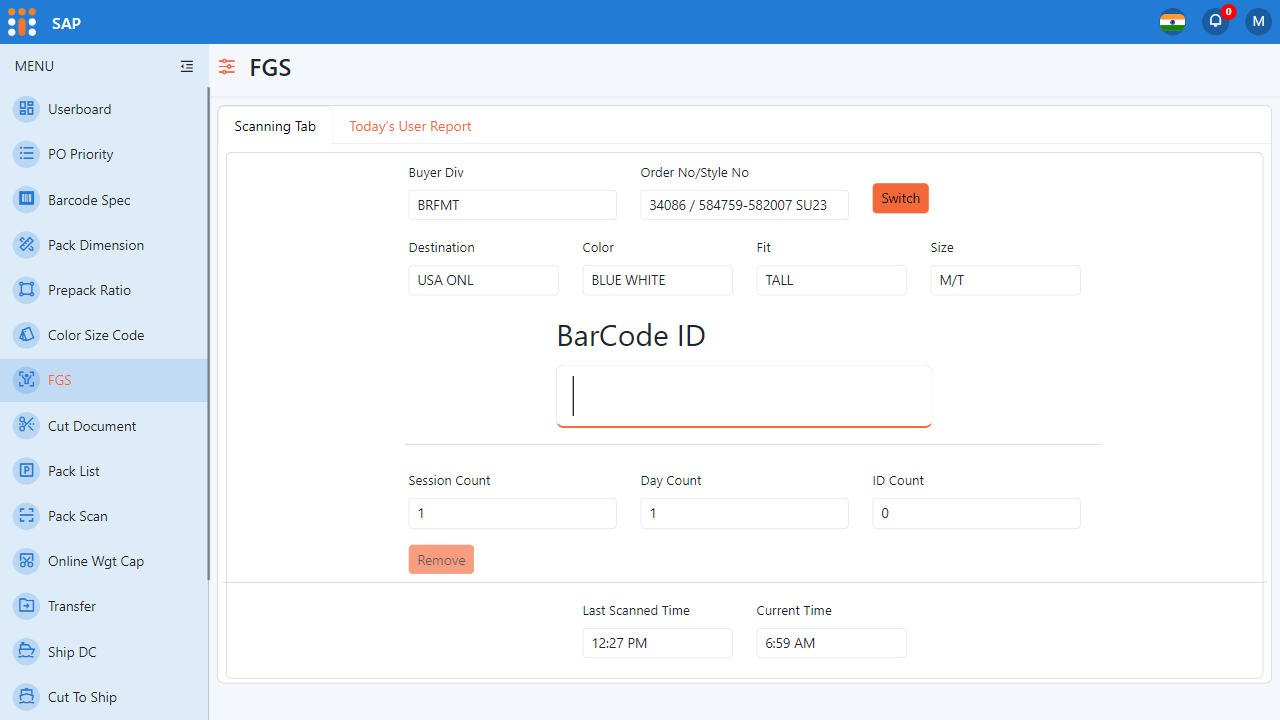 SAP
0
M
MENU
FGS
Userboard
PO Priority
Barcode Spec
Pack Dimension
Prepack Ratio
Color Size Code
FGS
Cut Document
Pack List
Pack Scan
Online Wgt Cap
Transfer
Ship DC
Cut To Ship
Scanning Tab
Today's User Report
Buyer Div
Order No/Style No
BRFMT
34086 / 584759-582007 SU23
Switch
Destination
Color
Fit
Size
USA ONL
BLUE WHITE
TALL
M/T
BarCode ID
Session Count
Day Count
ID Count
1
1
0
Remove
Last Scanned Time
Current Time
12:27 PM
6:59 AM